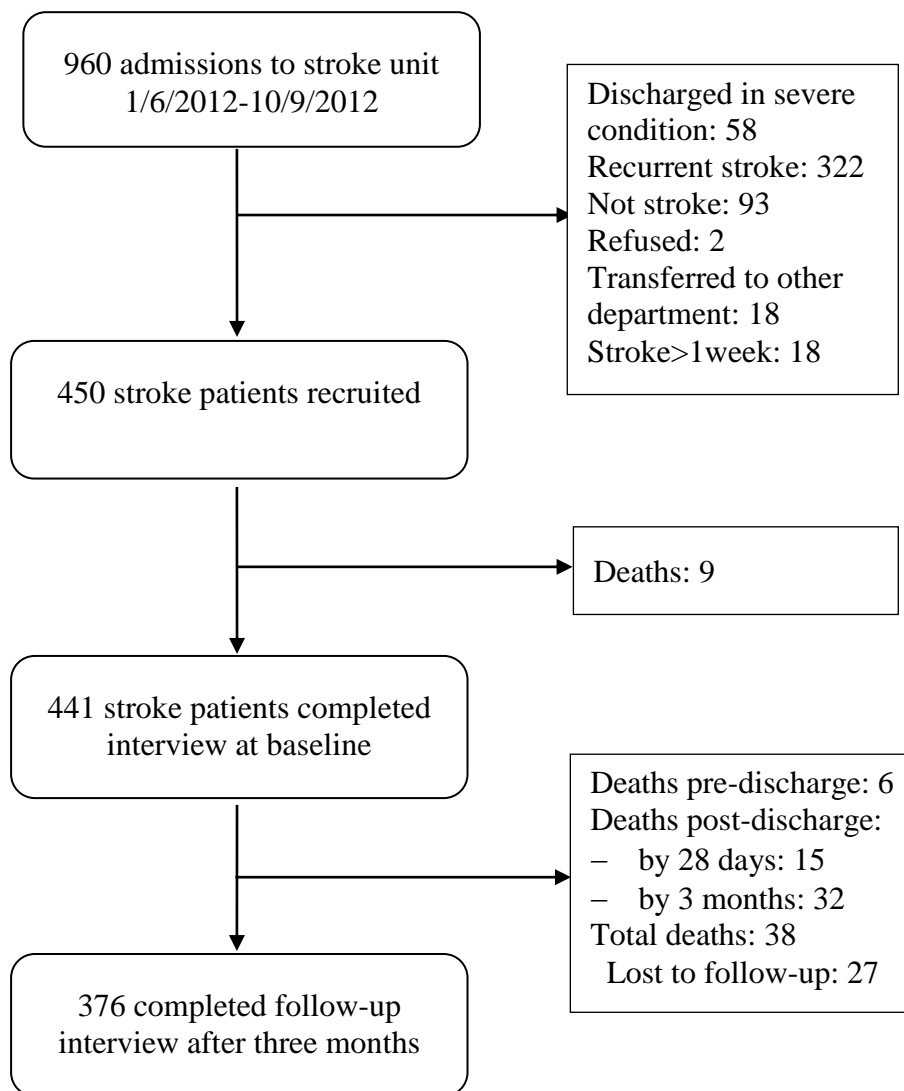 960 admissions to stroke unit
1/6/2012-10/9/2012
Discharged in severe
condition: 58
Recurrent stroke: 322
Not stroke: 93
Refused: 2
Transferred to other
department: 18
Stroke>1week: 18
450 stroke patients recruited
Deaths: 9
441 stroke patients completed
interview at baseline
Deaths pre-discharge: 6
Deaths post-discharge:
– by 28 days: 15
– by 3 months: 32
Total deaths: 38
Lost to follow-up: 27
376 completed follow-up
interview after three months